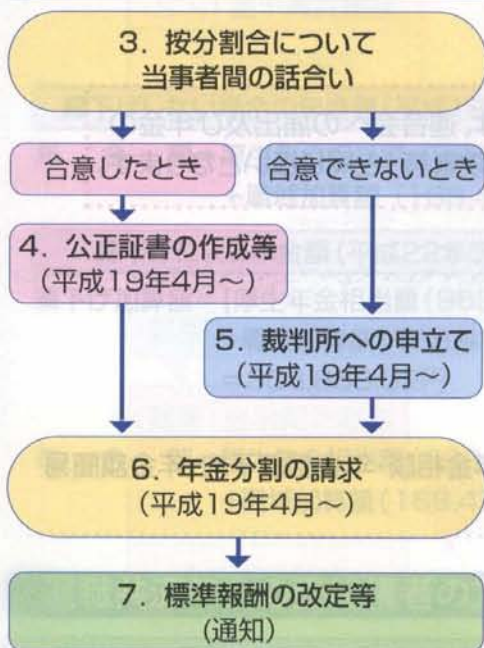 3. 按分割合について
当事者間の話合い
合意したとき
合意できないとき
4. 公正証書の作成等
(平成19年4月~)
5. 裁判所への申立て
(平成19年4月~)
6. 年金分割の請求
(平成19年4月~)
7. 標準報酬の改定等
(通知)